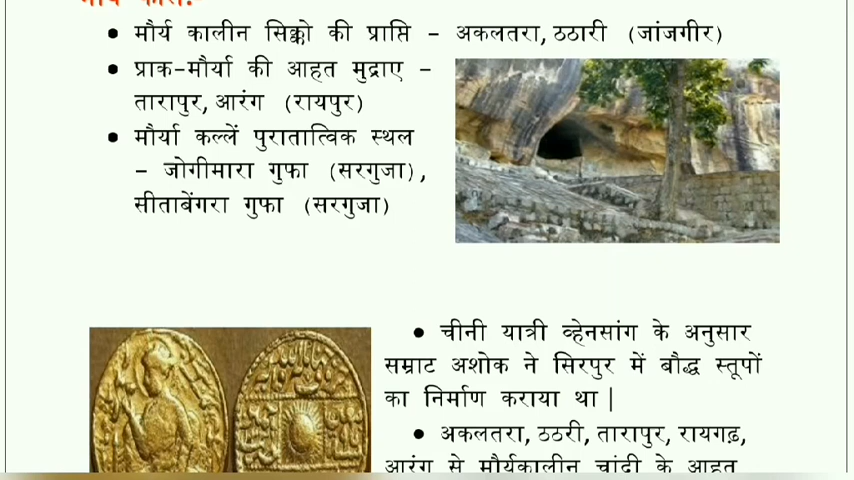 मौर्य काल:-
• मौर्य कालीन सिक्को की प्राप्ति - अकलतरा, ठठारी (जांजगीर)
• प्राक-मौर्या की आहत मुद्राए -
तारापुर, आरंग (रायपुर)
• मौर्या कल्लें पुरातात्विक स्थल
- जोगीमारा गुफा (सरगुजा),
सीताबेंगरा गुफा (सरगुजा)
• चीनी यात्री व्हेनसांग के अनुसार
सम्राट अशोक ने सिरपुर में बौद्ध स्तूपों
का निर्माण कराया था |
• अकलतरा, ठठरी, तारापुर, रायगढ़,
आरंग से मौर्यकालीन चांदी के आहत